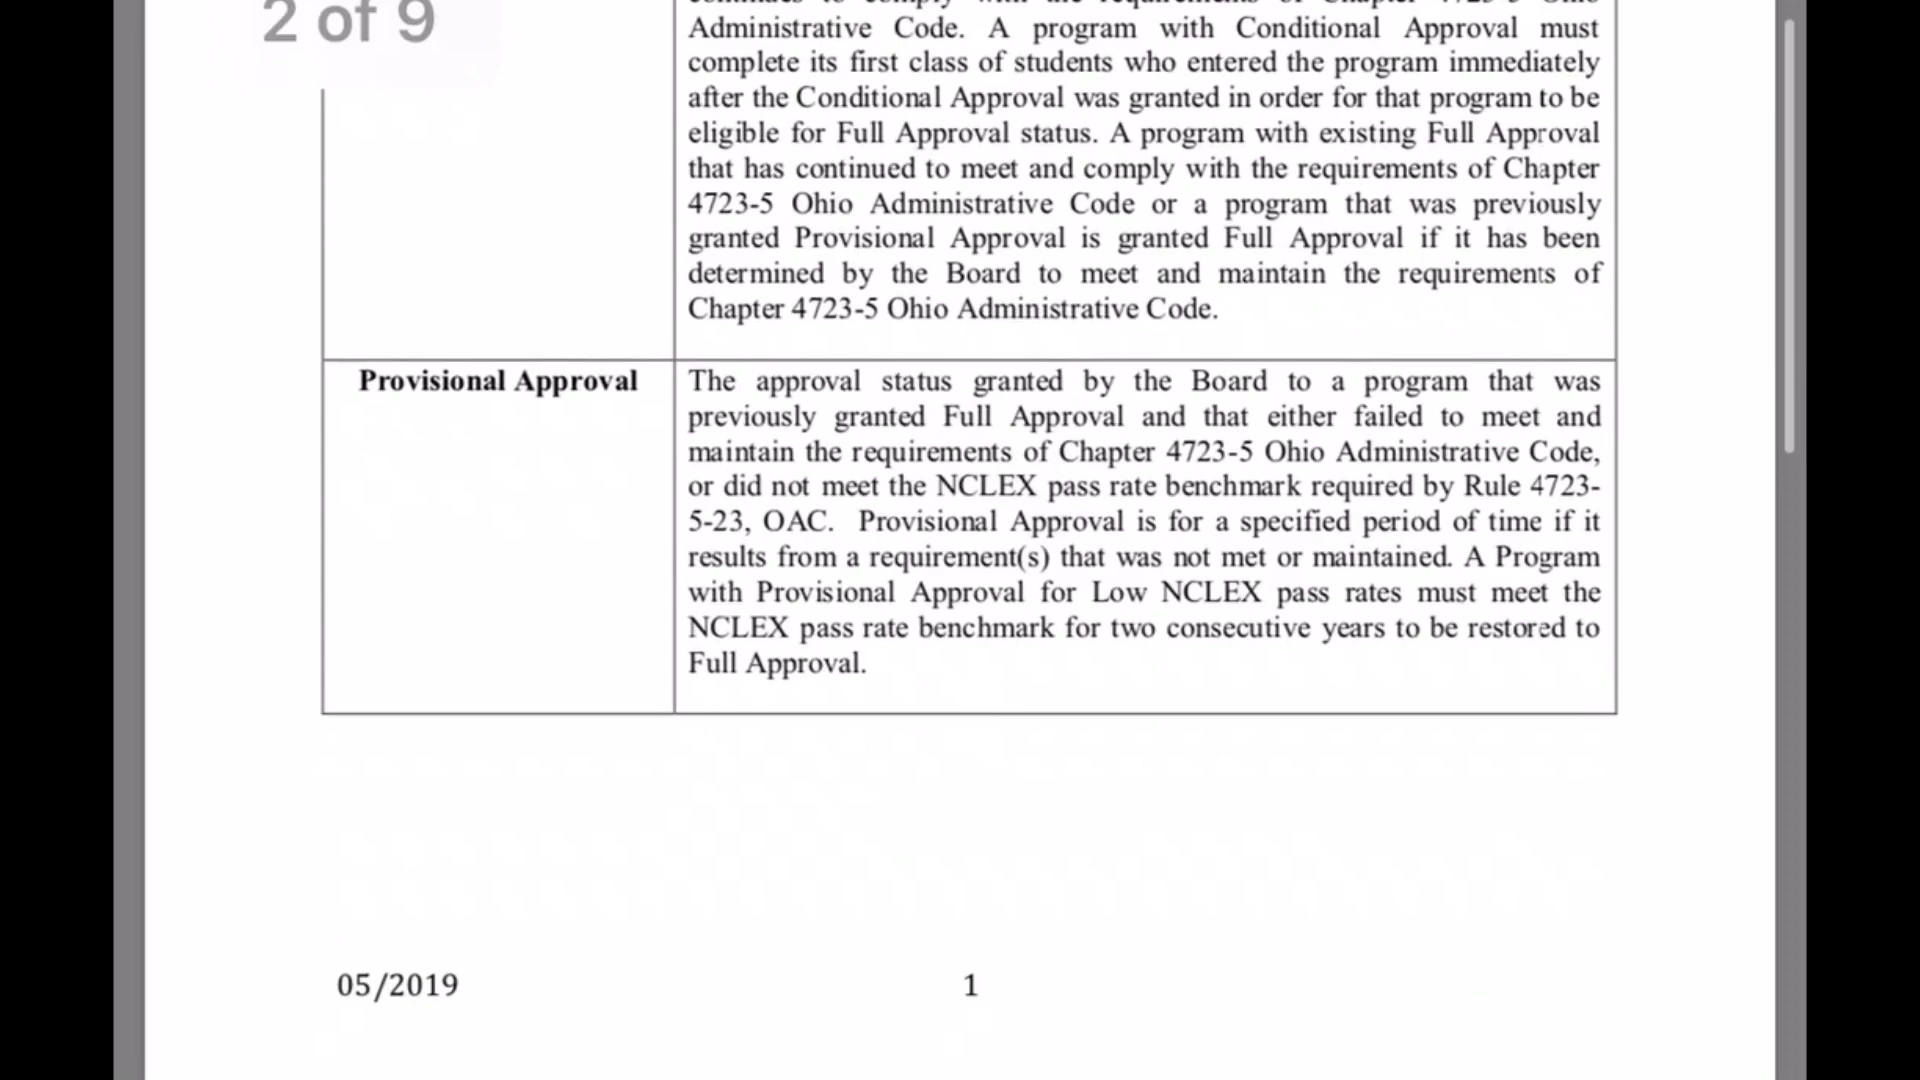 2 of 9
Administrative Code. A program with Conditional Approval must
complete its first class of students who entered the program immediately
after the Conditional Approval was granted in order for that program to be
eligible for Full Approval status. A program with existing Full Approval
that has continued to meet and comply with the requirements of Chapter
4723-5 Ohio Administrative Code or a program that was previously
granted Provisional Approval is granted Full Approval if it has been
determined by the Board to meet and maintain the requirements of
Chapter 4723-5 Ohio Administrative Code.
Provisional Approval
The approval status granted by the Board to a program that was
previously granted Full Approval and that either failed to meet and
maintain the requirements of Chapter 4723-5 Ohio Administrative Code,
or did not meet the NCLEX pass rate benchmark required by Rule 4723-
5-23, OAC. Provisional Approval is for a specified period of time if it
results from a requirement(s) that was not met or maintained. A Program
with Provisional Approval for Low NCLEX pass rates must meet the
NCLEX pass rate benchmark for two consecutive years to be restored to
Full Approval.
05/2019
1